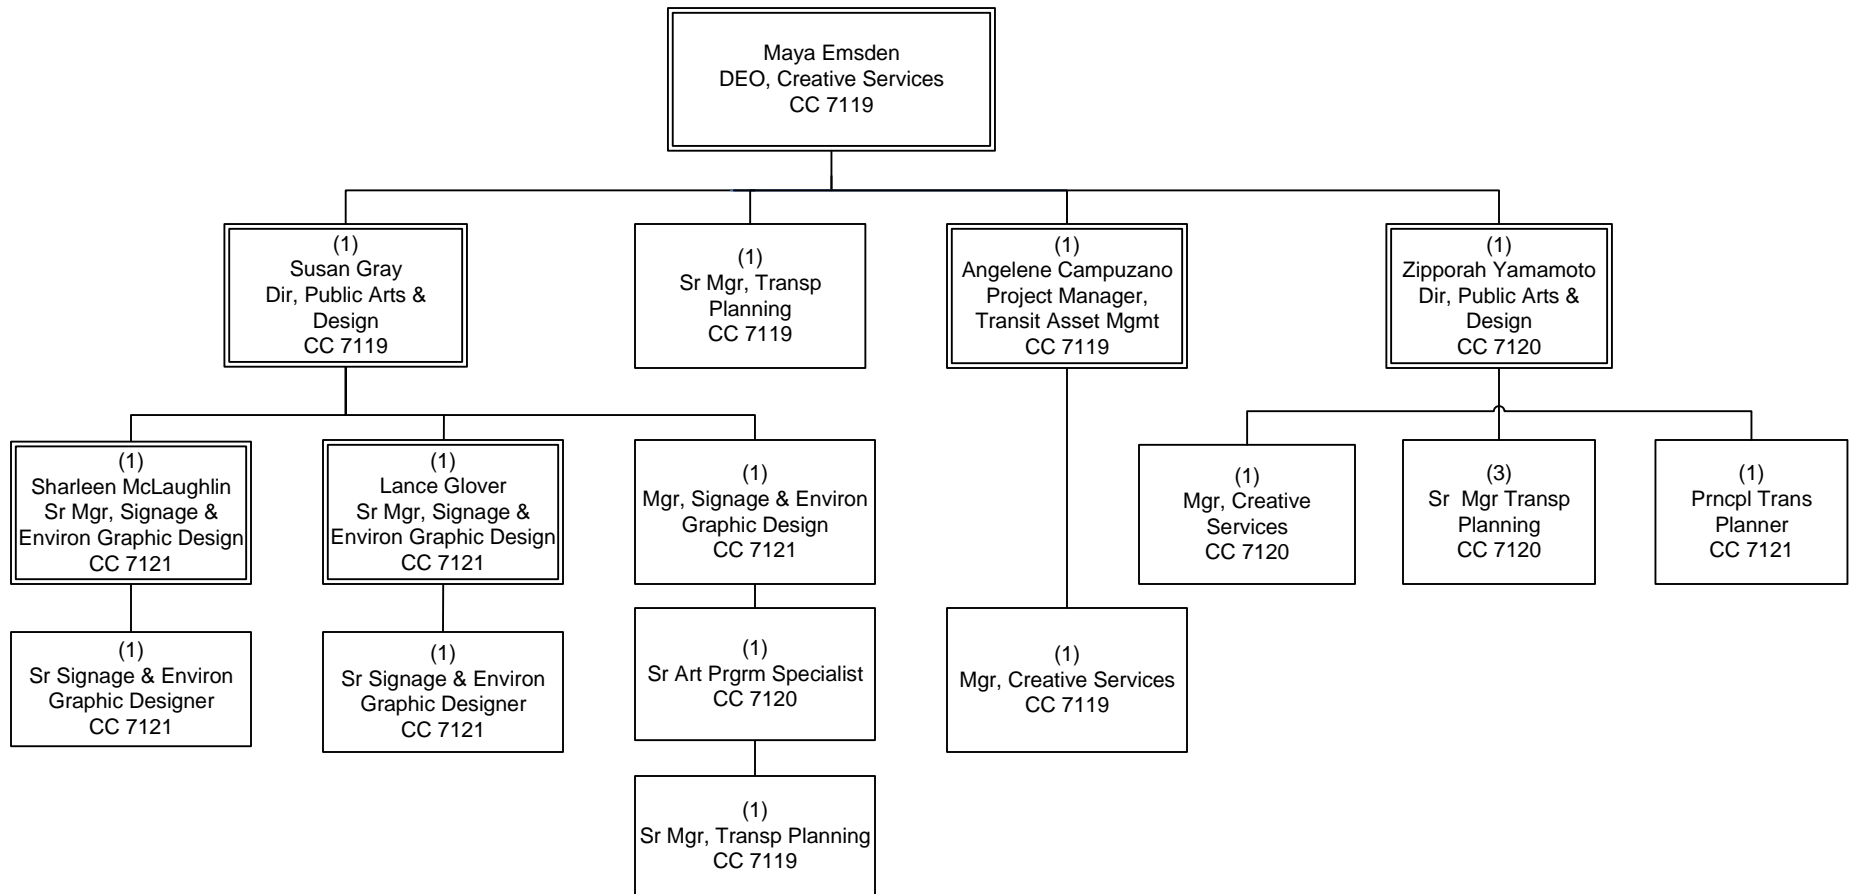 Maya Emsden
DEO, Creative Services
CC 7119
(1)
Susan Gray
Dir, Public Arts &
Design
CC 7119
(1)
Sr Mgr, Transp
Planning
CC 7119
(1)
Angelene Campuzano
Project Manager,
Transit Asset Mgmt
CC 7119
(1)
Zipporah Yamamoto
Dir, Public Arts &
Design
CC 7120
(1)
Sharleen McLaughlin
Sr Mgr, Signage &
Environ Graphic Design
CC 7121
(1)
Lance Glover
Sr Mgr, Signage &
Environ Graphic Design
CC 7121
(1)
Mgr, Signage & Environ
Graphic Design
CC 7121
(1)
Mgr, Creative
Services
CC 7120
(3)
Sr  Mgr Transp
Planning
CC 7120
(1)
Prncpl Trans
Planner
CC 7121
(1)
Sr Signage & Environ
Graphic Designer
CC 7121
(1)
Sr Signage & Environ
Graphic Designer
CC 7121
(1)
Sr Art Prgrm Specialist
CC 7120
(1)
Mgr, Creative Services
CC 7119
(1)
Sr Mgr, Transp Planning
CC 7119